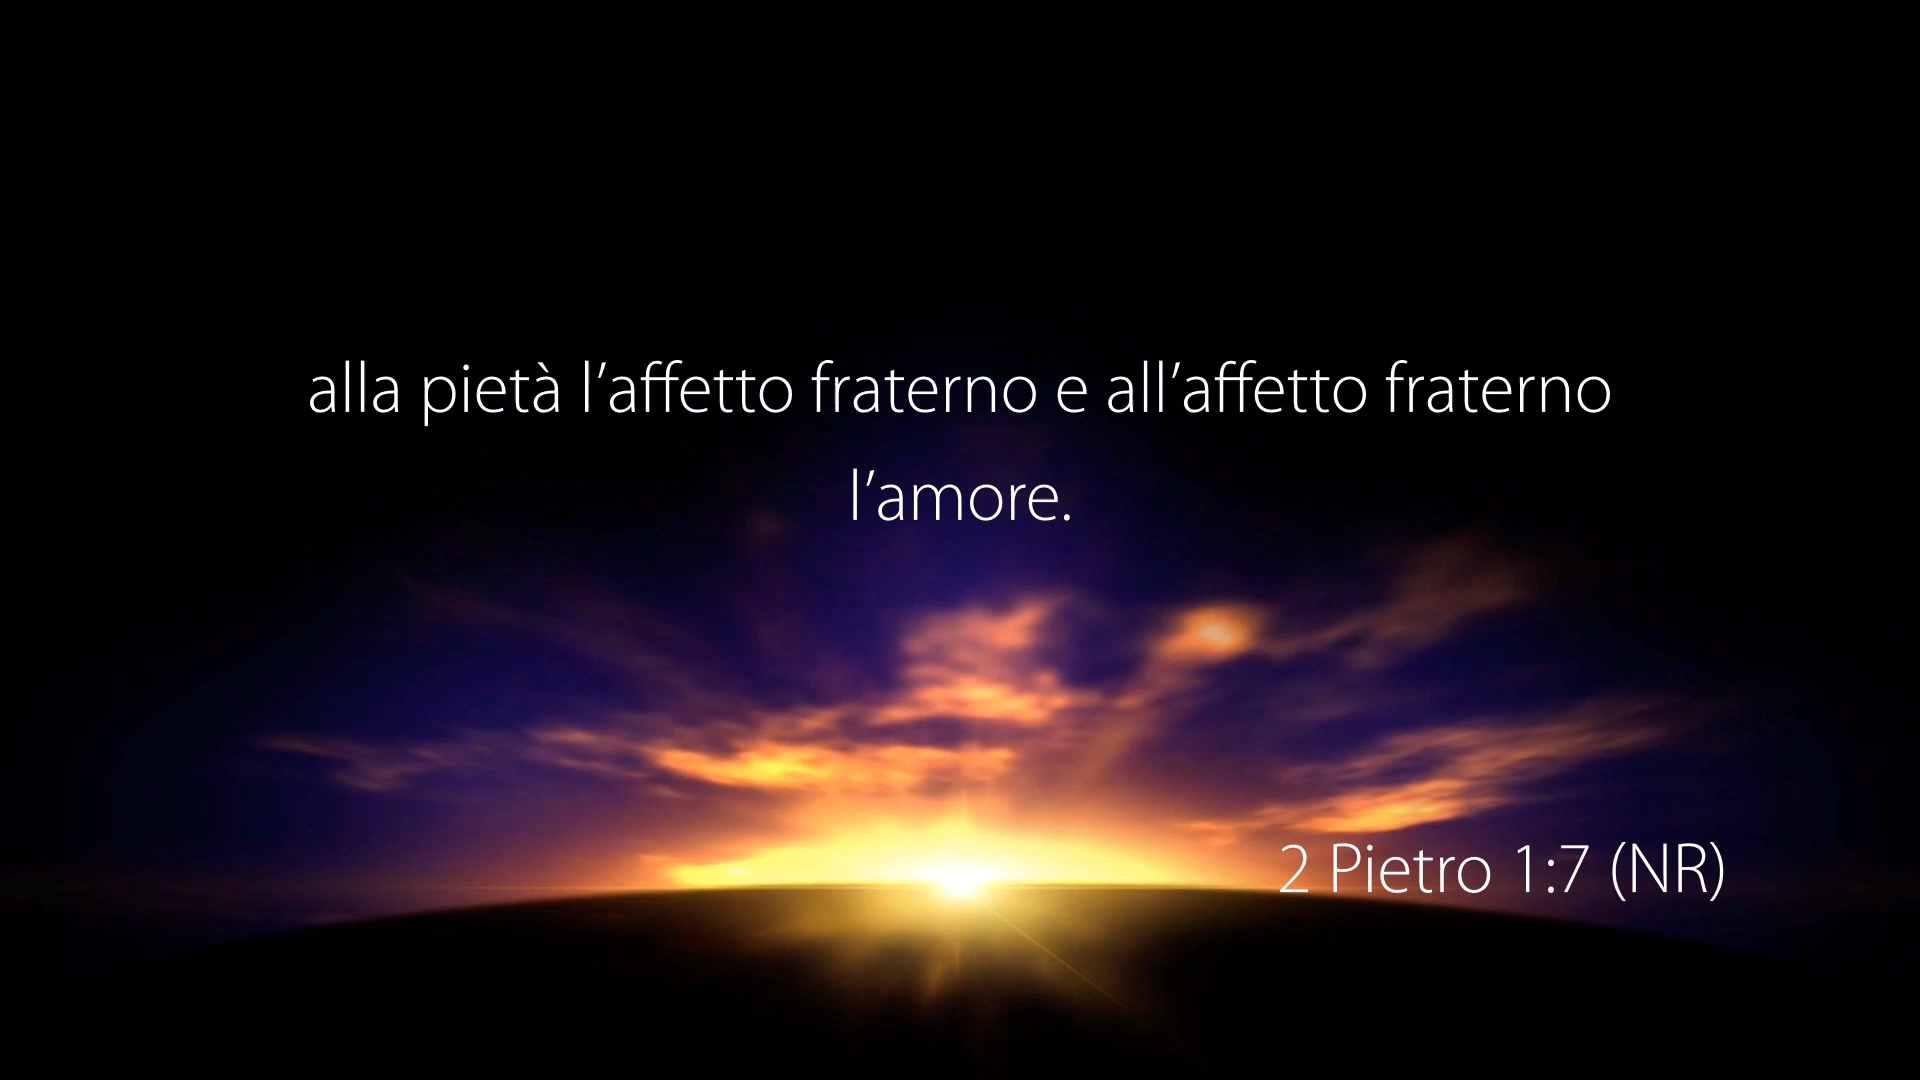 alla pietà l’affetto fraterno e all’affetto fraterno
l’amore.
2 Pietro 1:7 (NR)